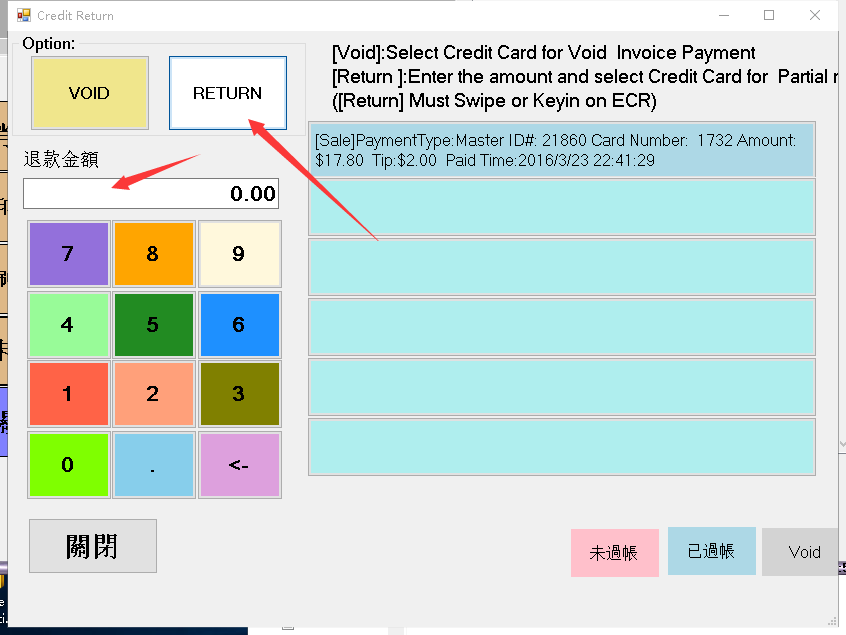 Credit Return
Option:
VOID
RETURN
[Void]:Select Credit Card for Void  Invoice Payment
[Return ]:Enter the amount and select Credit Card for  Partial
([Return] Must Swipe or Keyin on ECR)
退款金額
0.00
[Sale]PaymentType:Master ID#: 21860 Card Number:  1732 Amount:
$17.80  Tip:$2.00  Paid Time:2016/3/23 22:41:29
7
8
9
4
5
6
1
2
3
0
.
<-
關閉
未過帳
已過帳
Void